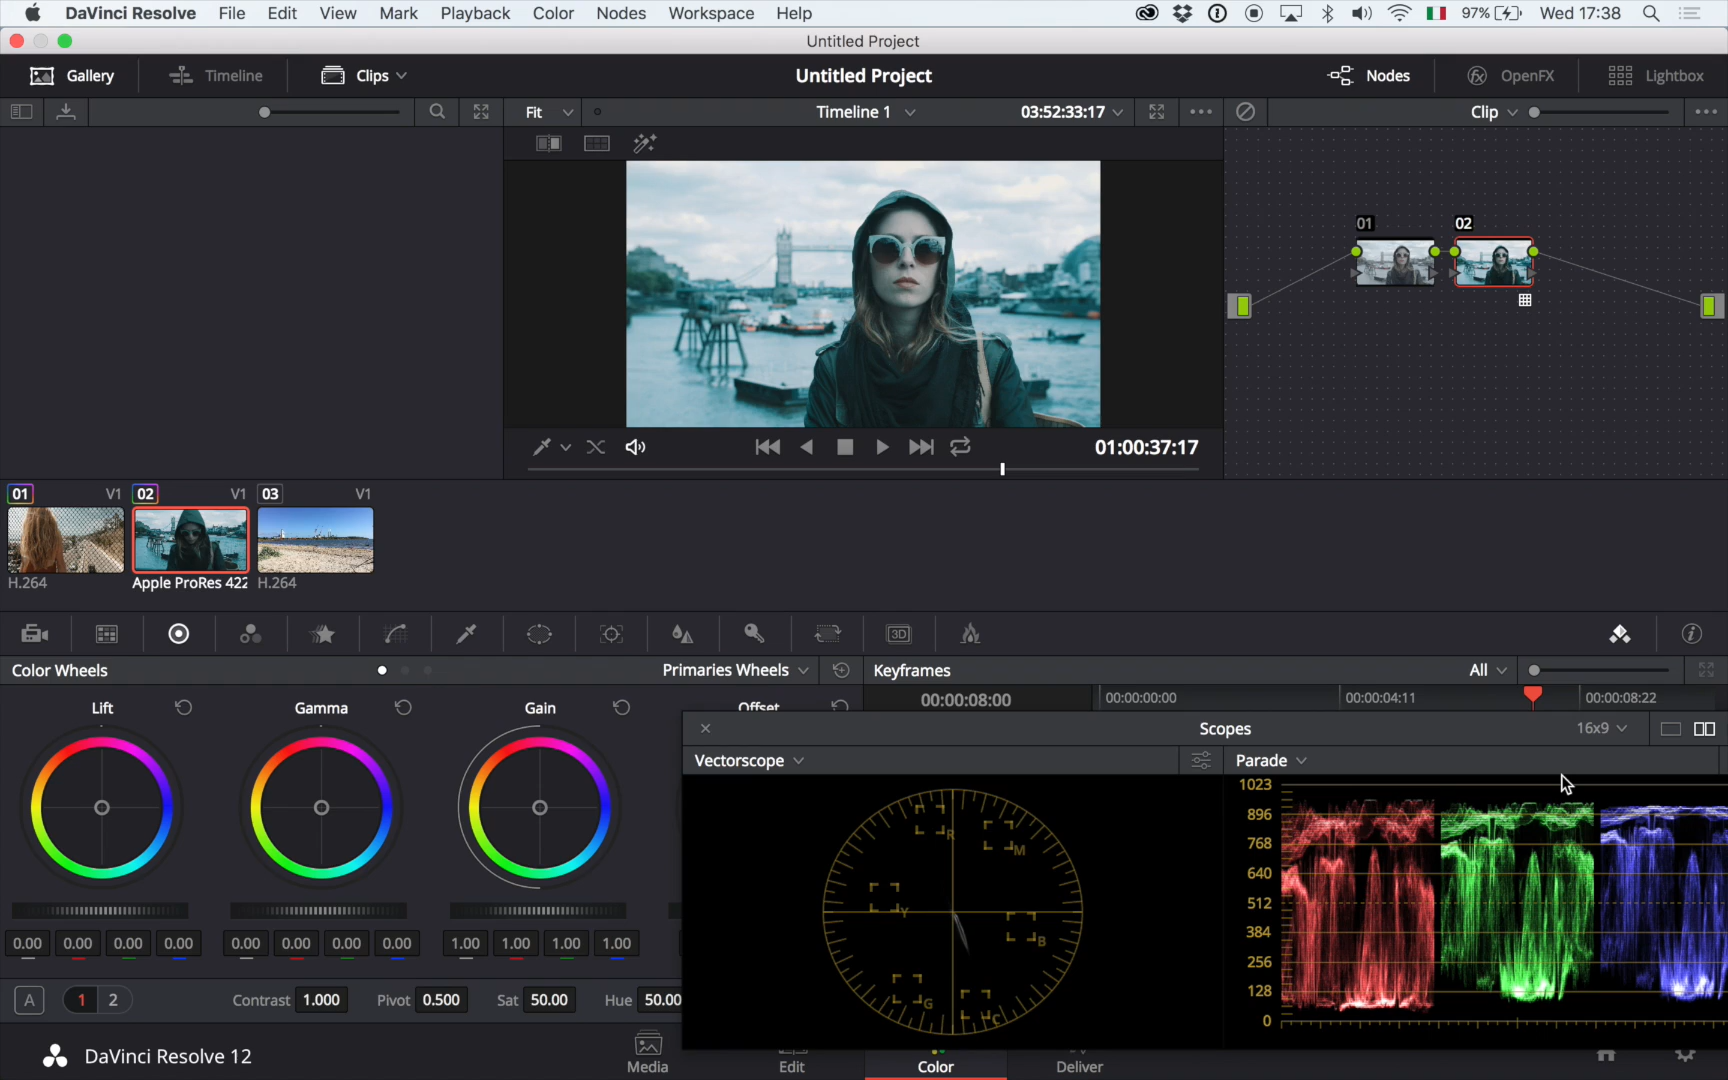 DaVinci Resolve File Edit View Mark Playback Color Nodes Workspace Help 97% Wed 17:38
Untitled Project
Gallery Timeline Clips Untitled Project Nodes OpenFX Lightbox
Fit Timeline 1 03:52:33:17 Clip
01 02
01:00:37:17
01 V1 02 V1 03 V1
H.264 Apple ProRes 422 H.264
3D
Color Wheels Primaries Wheels Keyframes All
Lift Gamma Gain Offset 00:00:08:00 00:00:00:00 00:00:04:11 00:00:08:22
Scopes 16x9
Vectorscope Parade
1023
896
768
640
512
384
256
128
0
R
M
Y
B
G
C
0.00 0.00 0.00 0.00 0.00 0.00 0.00 0.00 1.00 1.00 1.00 1.00
A 1 2 Contrast 1.000 Pivot 0.500 Sat 50.00 Hue 50.00
DaVinci Resolve 12 Media Edit Color Deliver